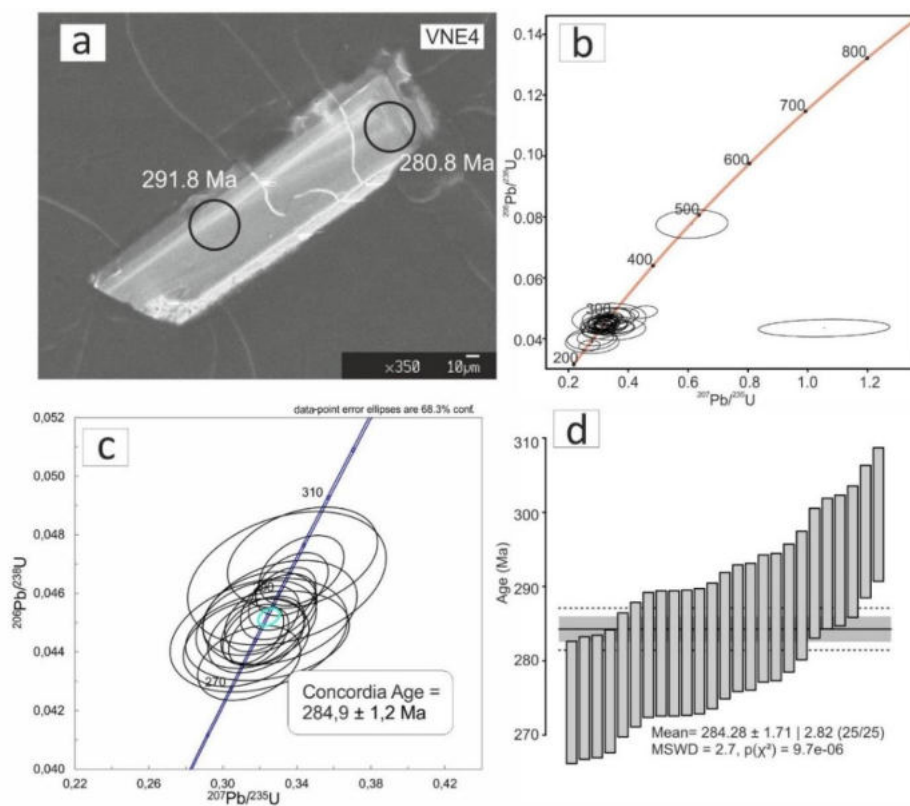 a
VNE4
291.8 Ma
280.8 Ma
×350 10μm
b
0.14
0.12
0.10
0.08
0.06
0.04
²⁰⁶Pb/²³⁸U
800
700
600
500
400
300
200
0.2 0.4 0.6 0.8 1.0 1.2
²⁰⁷Pb/²³⁵U
c
data-point error ellipses are 68.3% conf.
0,052
0,050
0,048
0,046
0,044
0,042
0,040
²⁰⁶Pb/²³⁸U
310
270
Concordia Age =
284,9 ± 1,2 Ma
0,22 0,26 0,30 0,34 0,38 0,42
²⁰⁷Pb/²³⁵U
d
310
300
290
280
270
Age (Ma)
Mean= 284.28 ± 1.71 | 2.82 (25/25)
MSWD = 2.7, p(χ²) = 9.7e-06